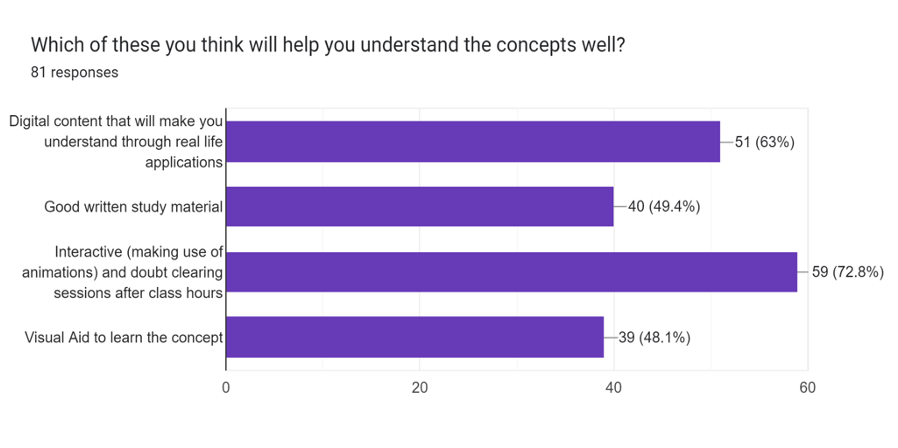 Which of these you think will help you understand the concepts well?
81 responses
Digital content that will make you
understand through real life
applications
51 (63%)
Good written study material
40 (49.4%)
Interactive (making use of
animations) and doubt clearing
sessions after class hours
59 (72.8%)
Visual Aid to learn the concept
39 (48.1%)
0 20 40 60